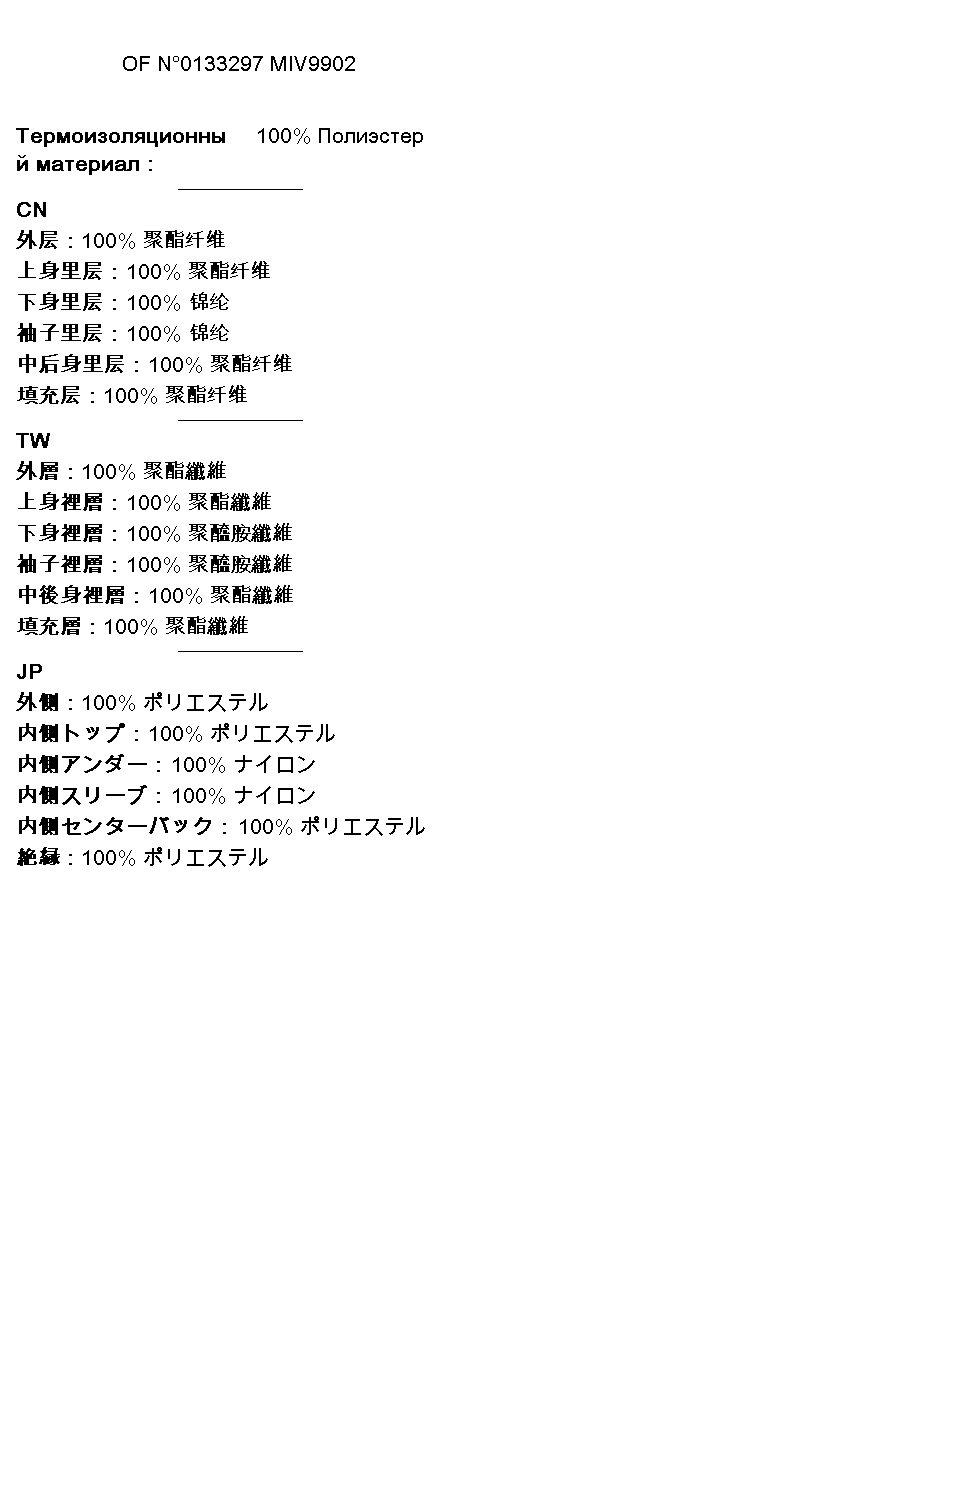 OF N°0133297 MIV9902
Термоизоляционны 100% Полиэстер
й материал :
CN
外层 : 100% 聚酯纤维
上身里层 : 100% 聚酯纤维
下身里层 : 100% 锦纶
袖子里层 : 100% 锦纶
中后身里层 : 100% 聚酯纤维
填充层 : 100% 聚酯纤维
TW
外層 : 100% 聚酯纖維
上身裡層 : 100% 聚酯纖維
下身裡層 : 100% 聚醯胺纖維
袖子裡層 : 100% 聚醯胺纖維
中後身裡層 : 100% 聚酯纖維
填充層 : 100% 聚酯纖維
JP
外側 : 100% ポリエステル
内側トップ : 100% ポリエステル
内側アンダー : 100% ナイロン
内側スリーブ : 100% ナイロン
内側センターバック : 100% ポリエステル
絶縁 : 100% ポリエステル